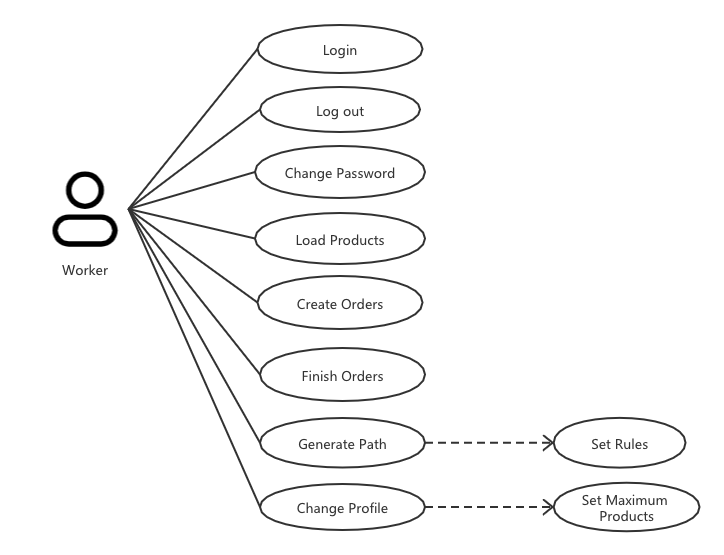 Login
Log out
Change Password
Load Products
Worker
Create Orders
Finish Orders
Generate Path
Set Rules
Change Profile
Set Maximum
Products